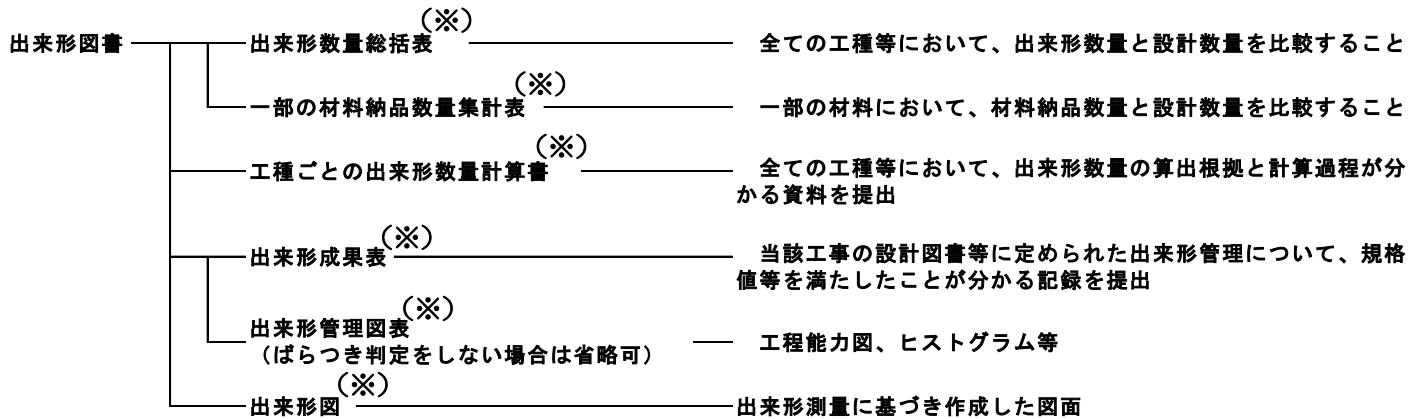 (※)
出来形図書 出来形数量総括表 全ての工種等において、出来形数量と設計数量を比較すること
(※)
一部の材料納品数量集計表 一部の材料において、材料納品数量と設計数量を比較すること
(※)
工種ごとの出来形数量計算書 全ての工種等において、出来形数量の算出根拠と計算過程が分
かる資料を提出
(※)
出来形成果表 当該工事の設計図書等に定められた出来形管理について、規格
値等を満たしたことが分かる記録を提出
(※)
出来形管理図表
(ばらつき判定をしない場合は省略可) 工程能力図、ヒストグラム等
(※)
出来形図 出来形測量に基づき作成した図面